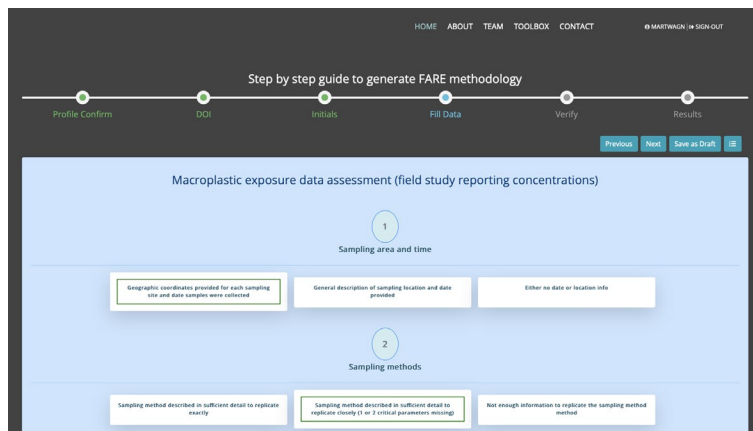 HOME ABOUT TEAM TOOLBOX CONTACT MARTWAGN | SIGN-OUT
Step by step guide to generate FARE methodology
Profile Confirm DOI Initials Fill Data Verify Results
Previous Next Save as Draft
Macroplastic exposure data assessment (field study reporting concentrations)
1
Sampling area and time
Geographic coordinates provided for each sampling
site and date samples were collected
General description of sampling location and date
provided
Either no date or location info
2
Sampling methods
Sampling method described in sufficient detail to replicate
exactly
Sampling method described in sufficient detail to
replicate closely (1 or 2 critical parameters missing)
Not enough information to replicate the sampling method
method